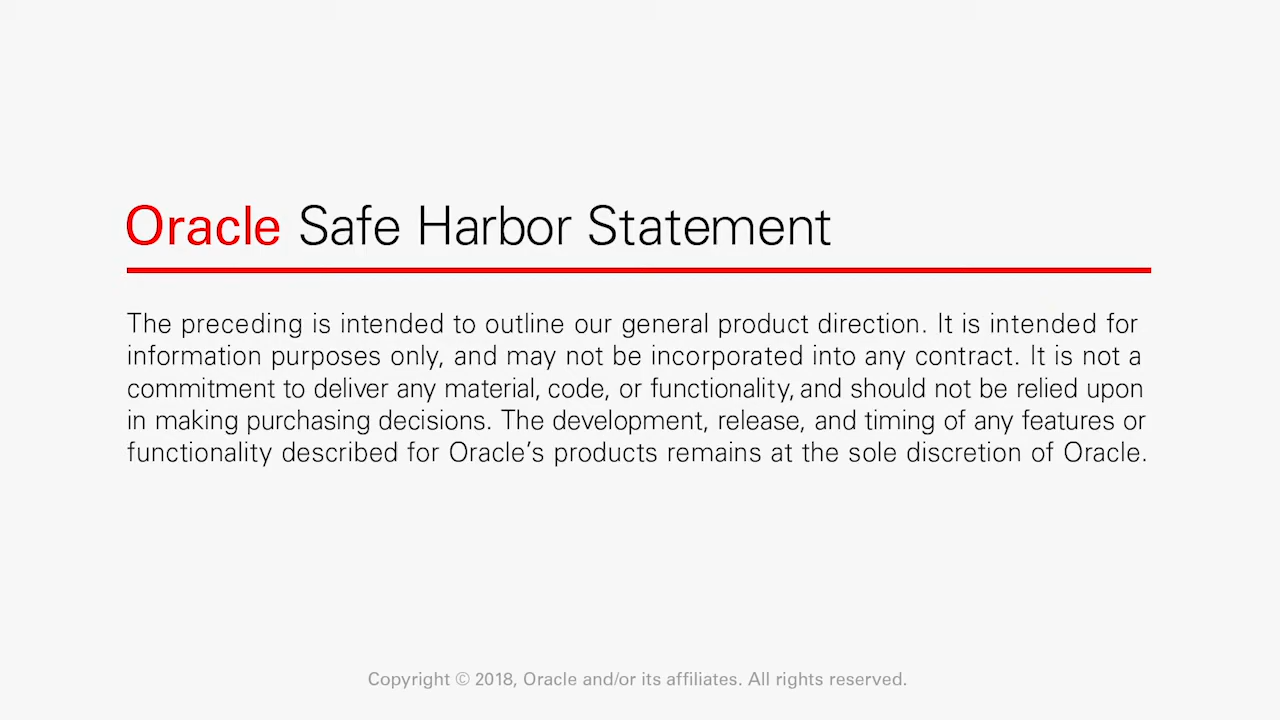 Oracle Safe Harbor Statement
The preceding is intended to outline our general product direction. It is intended for
information purposes only, and may not be incorporated into any contract. It is not a
commitment to deliver any material, code, or functionality, and should not be relied upon
in making purchasing decisions. The development, release, and timing of any features or
functionality described for Oracle’s products remains at the sole discretion of Oracle.
Copyright © 2018, Oracle and/or its affiliates. All rights reserved.